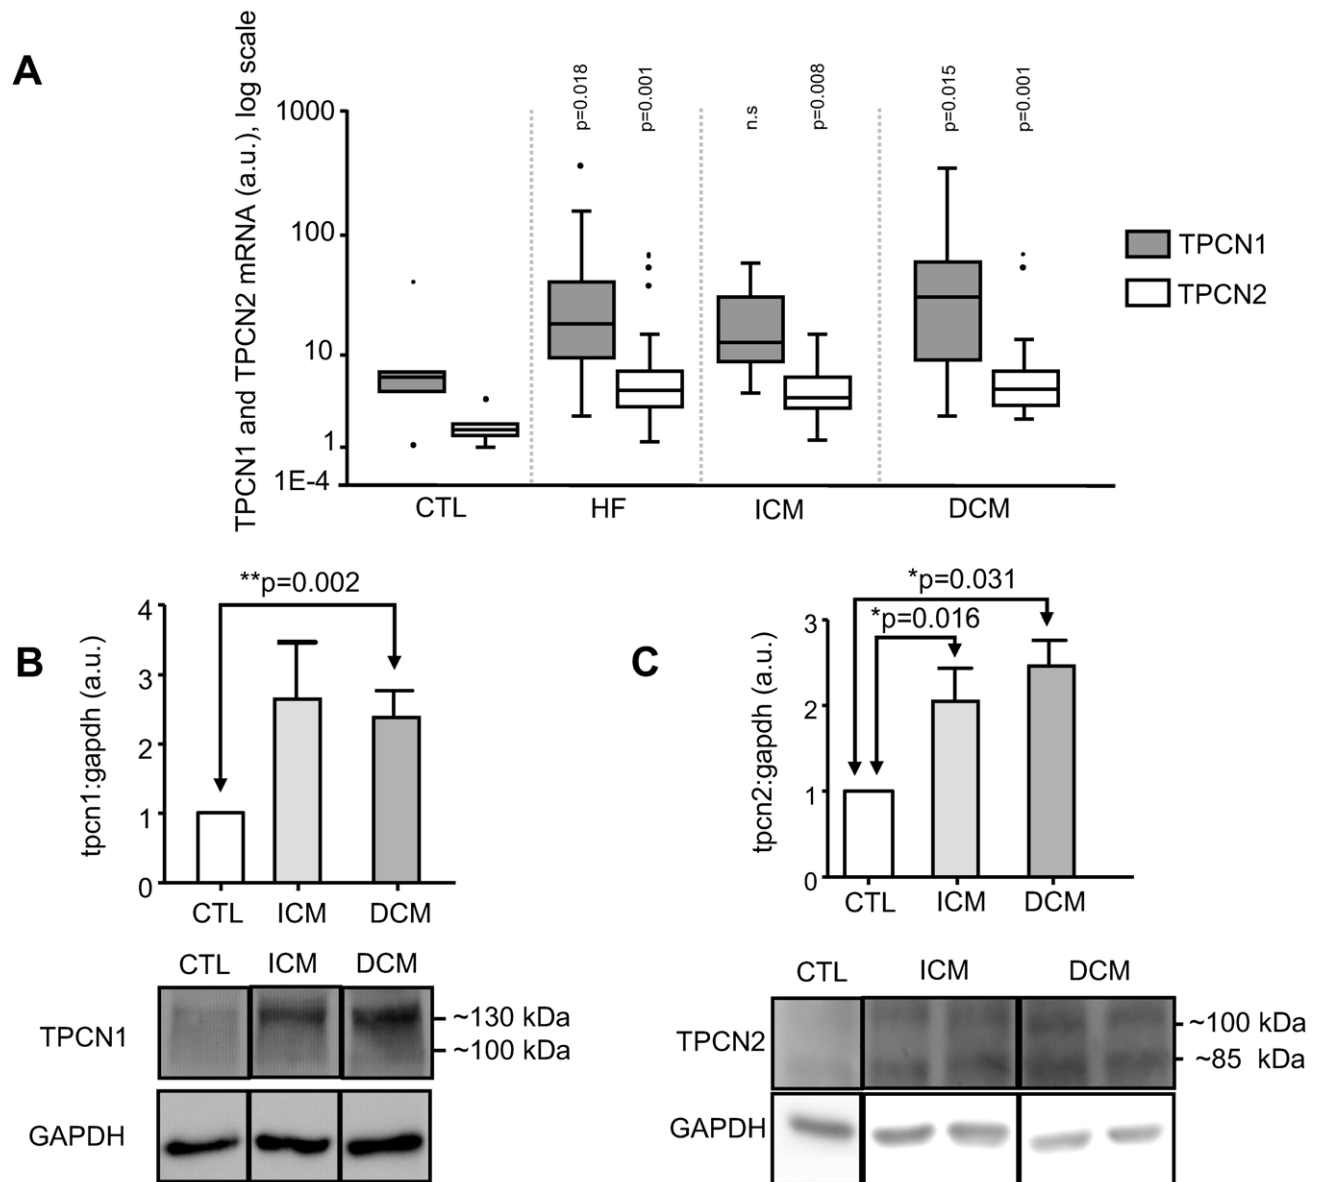 A
TPCN1 and TPCN2 mRNA (a.u.), log scale
p=0.018
p=0.001
n.s
p=0.008
p=0.015
p=0.001
1000
100
10
1
1E-4
CTL
HF
ICM
DCM
TPCN1
TPCN2
B
**p=0.002
tpcn1:gapdh (a.u.)
4
3
2
1
0
CTL
ICM
DCM
CTL
ICM
DCM
TPCN1
~130 kDa
~100 kDa
GAPDH
C
*p=0.031
*p=0.016
tpcn2:gapdh (a.u.)
3
2
1
0
CTL
ICM
DCM
CTL
ICM
DCM
TPCN2
~100 kDa
~85 kDa
GAPDH